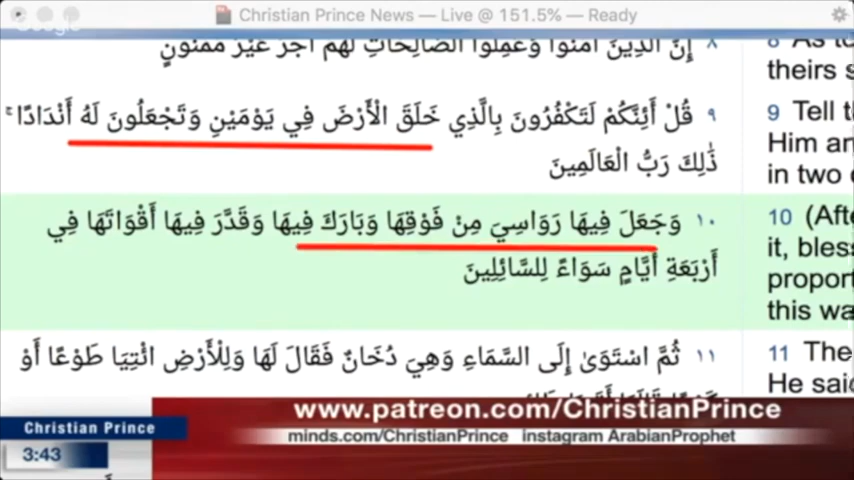 Christian Prince News — Live @ 151.5% — Ready
Google
٨ إِنَّ الَّذِينَ آمَنُوا وَعَمِلُوا الصَّالِحَاتِ لَهُمْ أَجْرٌ غَيْرُ مَمْنُونٍ
8 As to
theirs s
٩ قُلْ أَئِنَّكُمْ لَتَكْفُرُونَ بِالَّذِي خَلَقَ الْأَرْضَ فِي يَوْمَيْنِ وَتَجْعَلُونَ لَهُ أَنْدَادًا ۚ
ذَٰلِكَ رَبُّ الْعَالَمِينَ
9 Tell t
Him an
in two
١٠ وَجَعَلَ فِيهَا رَوَاسِيَ مِنْ فَوْقِهَا وَبَارَكَ فِيهَا وَقَدَّرَ فِيهَا أَقْوَاتَهَا فِي
أَرْبَعَةِ أَيَّامٍ سَوَاءً لِلسَّائِلِينَ
10 (Afte
it, bless
proport
this wa
١١ ثُمَّ اسْتَوَىٰ إِلَى السَّمَاءِ وَهِيَ دُخَانٌ فَقَالَ لَهَا وَلِلْأَرْضِ ائْتِيَا طَوْعًا أَوْ
11 The
He said
www.patreon.com/ChristianPrince
Christian Prince
minds.com/ChristianPrince instagram ArabianProphet
3:43